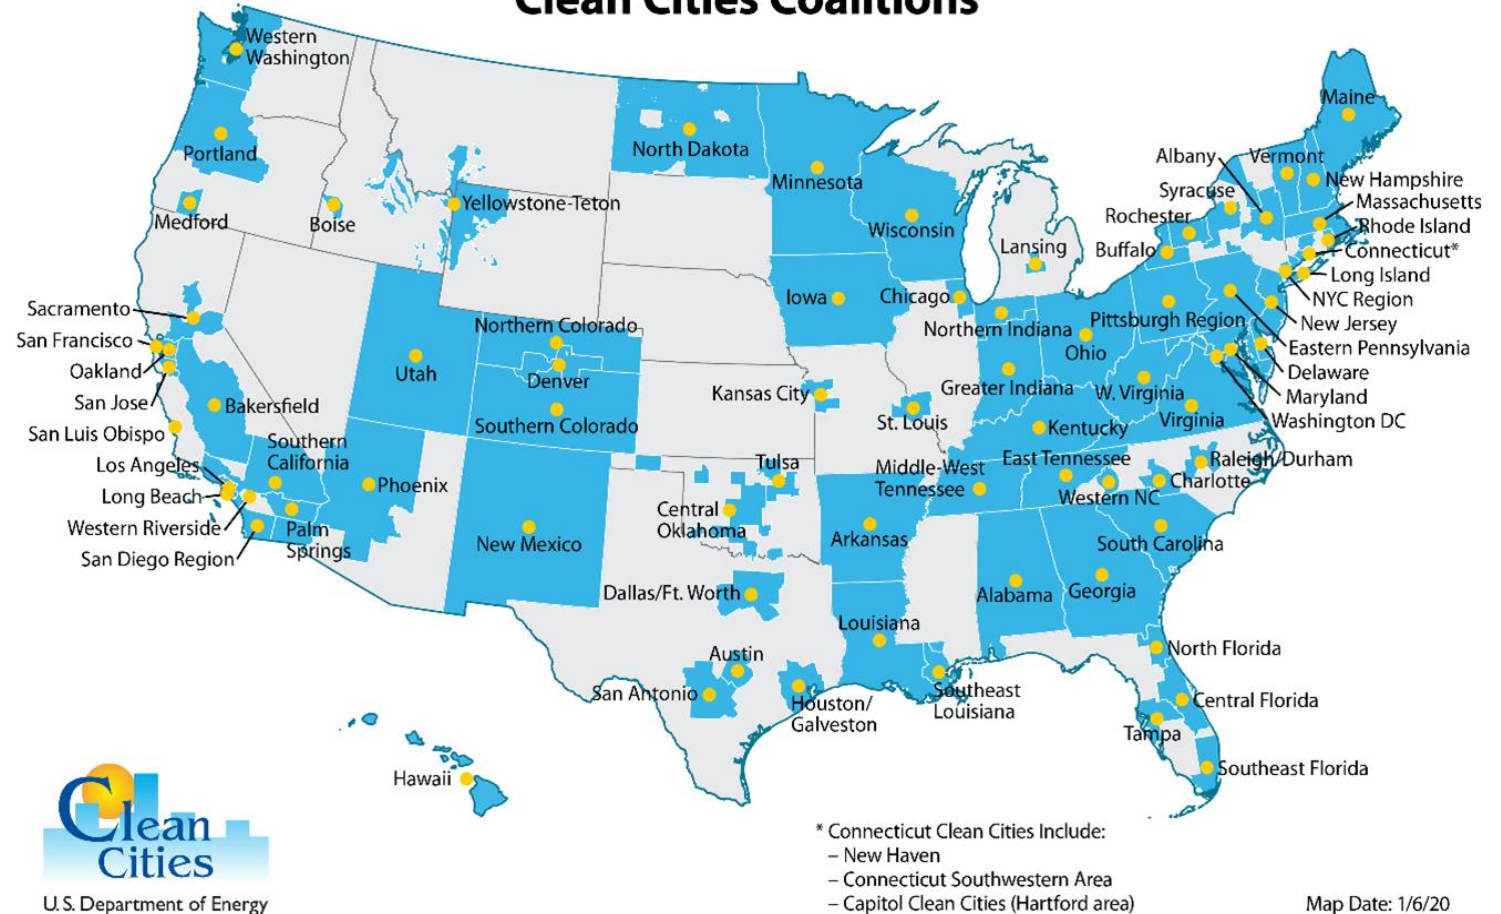 Clean Cities Coalitions
Western
Washington
Portland
Medford
Boise
Yellowstone-Teton
North Dakota
Minnesota
Wisconsin
Lansing
Maine
Albany
Vermont
Syracuse
New Hampshire
Massachusetts
Rochester
Rhode Island
Buffalo
Connecticut*
Long Island
NYC Region
New Jersey
Eastern Pennsylvania
Delaware
Maryland
Washington DC
Sacramento
San Francisco
Oakland
San Jose
San Luis Obispo
Bakersfield
Southern
California
Los Angeles
Long Beach
Western Riverside
San Diego Region
Palm
Springs
Phoenix
Utah
Northern Colorado
Denver
Southern Colorado
New Mexico
Iowa
Chicago
Northern Indiana
Pittsburgh Region
Ohio
Greater Indiana
W. Virginia
Virginia
Kansas City
St. Louis
Kentucky
Tulsa
Middle-West
Tennessee
East Tennessee
Raleigh/Durham
Western NC
Charlotte
Central
Oklahoma
Arkansas
South Carolina
Dallas/Ft. Worth
Alabama
Georgia
Louisiana
Austin
San Antonio
Houston/
Galveston
Southeast
Louisiana
North Florida
Central Florida
Tampa
Southeast Florida
Hawaii
Clean
Cities
U.S. Department of Energy
* Connecticut Clean Cities Include:
– New Haven
– Connecticut Southwestern Area
– Capitol Clean Cities (Hartford area)
Map Date: 1/6/20